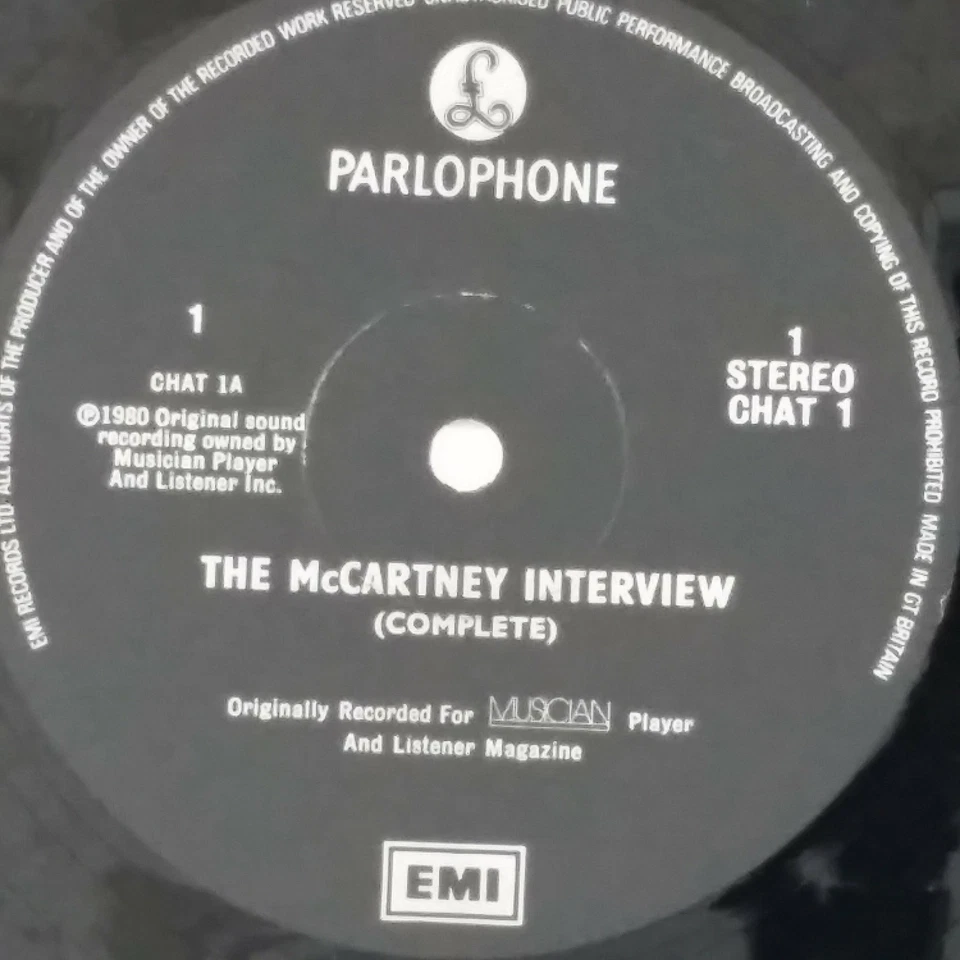 EMI RECORDS LTD. ALL RIGHTS OF THE PRODUCER AND OF THE OWNER OF THE RECORDED WORK RESERVED UNAUTHORISED PUBLIC PERFORMANCE BROADCASTING AND COPYING OF THIS RECORD PROHIBITED MADE IN GT BRITAIN
£
PARLOPHONE
1
CHAT 1A
℗1980 Original sound
recording owned by
Musician Player
And Listener Inc.
1
STEREO
CHAT 1
THE McCARTNEY INTERVIEW
(COMPLETE)
Originally Recorded For MUSICIAN Player
And Listener Magazine
EMI